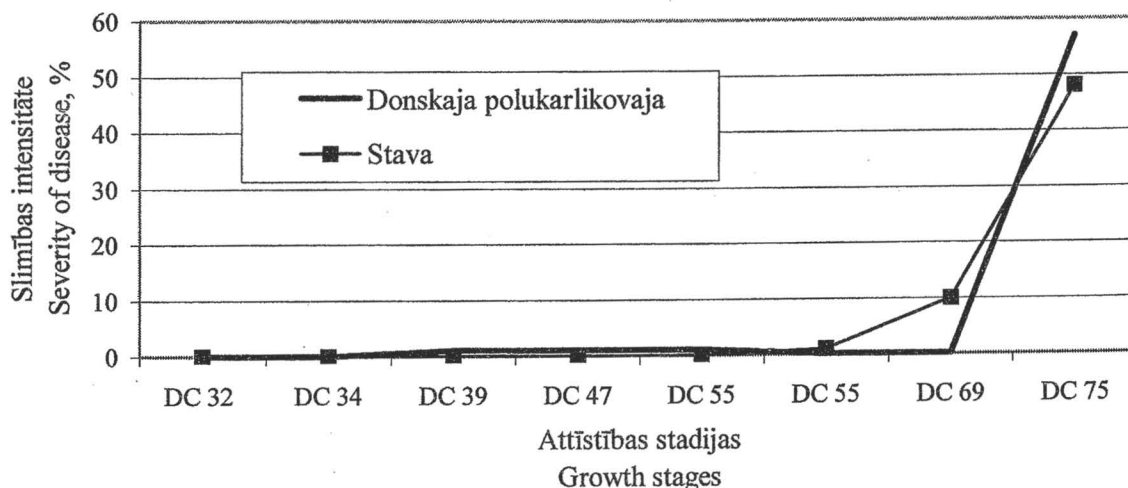 Slimības intensitāte
Severity of disease, %
60
50
40
30
20
10
0
Donskaja polukarlikovaja
Stava
DC 32 DC 34 DC 39 DC 47 DC 55 DC 55 DC 69 DC 75
Attīstības stadijas
Growth stages